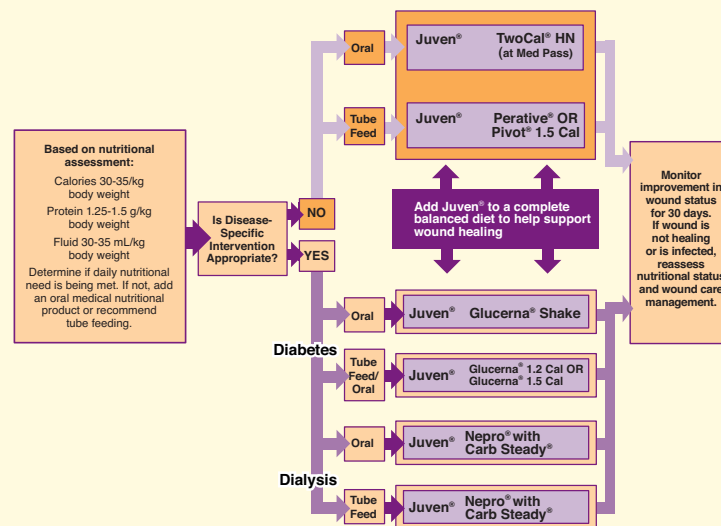 Based on nutritional
assessment:
Calories 30-35/kg
body weight
Protein 1.25-1.5 g/kg
body weight
Fluid 30-35 mL/kg
body weight
Determine if daily nutritional
need is being met. If not, add
an oral medical nutritional
product or recommend
tube feeding.
Is Disease-
Specific
Intervention
Appropriate?
NO
YES
Oral
Juven® TwoCal® HN
(at Med Pass)
Tube
Feed
Juven® Perative® OR
Pivot® 1.5 Cal
Add Juven® to a complete
balanced diet to help support
wound healing
Diabetes
Oral
Juven® Glucerna® Shake
Tube
Feed/
Oral
Juven® Glucerna® 1.2 Cal OR
Glucerna® 1.5 Cal
Dialysis
Oral
Juven® Nepro® with
Carb Steady®
Tube
Feed
Juven® Nepro® with
Carb Steady®
Monitor
improvement in
wound status
for 30 days.
If wound is
not healing
or is infected,
reassess
nutritional status
and wound care
management.